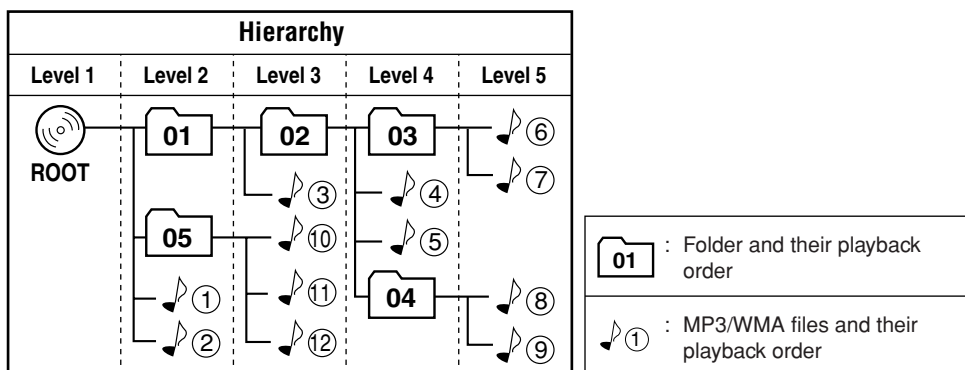 Hierarchy
Level 1 Level 2 Level 3 Level 4 Level 5
01 02 03 ⑥
ROOT ③ ④ ⑦
05 ⑩ ⑤
① ⑪ 04 ⑧
② ⑫ ⑨
01 : Folder and their playback
order
① : MP3/WMA files and their
playback order